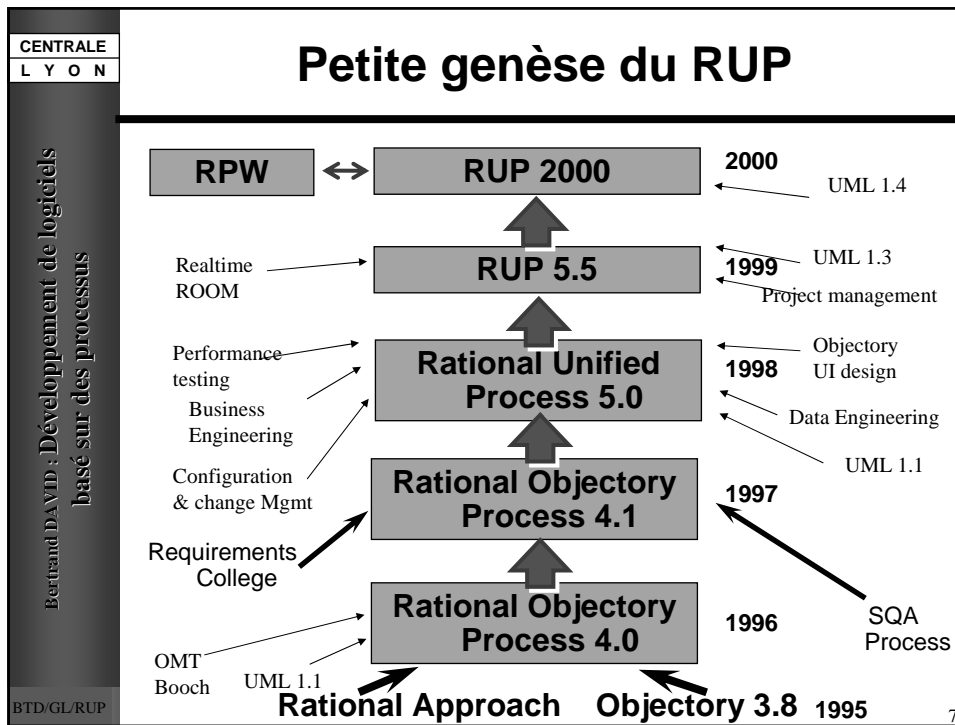 CENTRALE
L Y O N
Petite genèse du RUP
RPW
RUP 2000
2000
UML 1.4
Realtime
ROOM
RUP 5.5
1999
UML 1.3
Project management
Performance
testing
Business
Engineering
Configuration
& change Mgmt
Rational Unified
Process 5.0
1998
Objectory
UI design
Data Engineering
UML 1.1
Rational Objectory
Process 4.1
1997
Requirements
College
SQA
Process
Rational Objectory
Process 4.0
1996
OMT
Booch
UML 1.1
Rational Approach
Objectory 3.8
1995
Bertrand DAVID : Développement de logiciels
basé sur des processus
BTD/GL/RUP
7